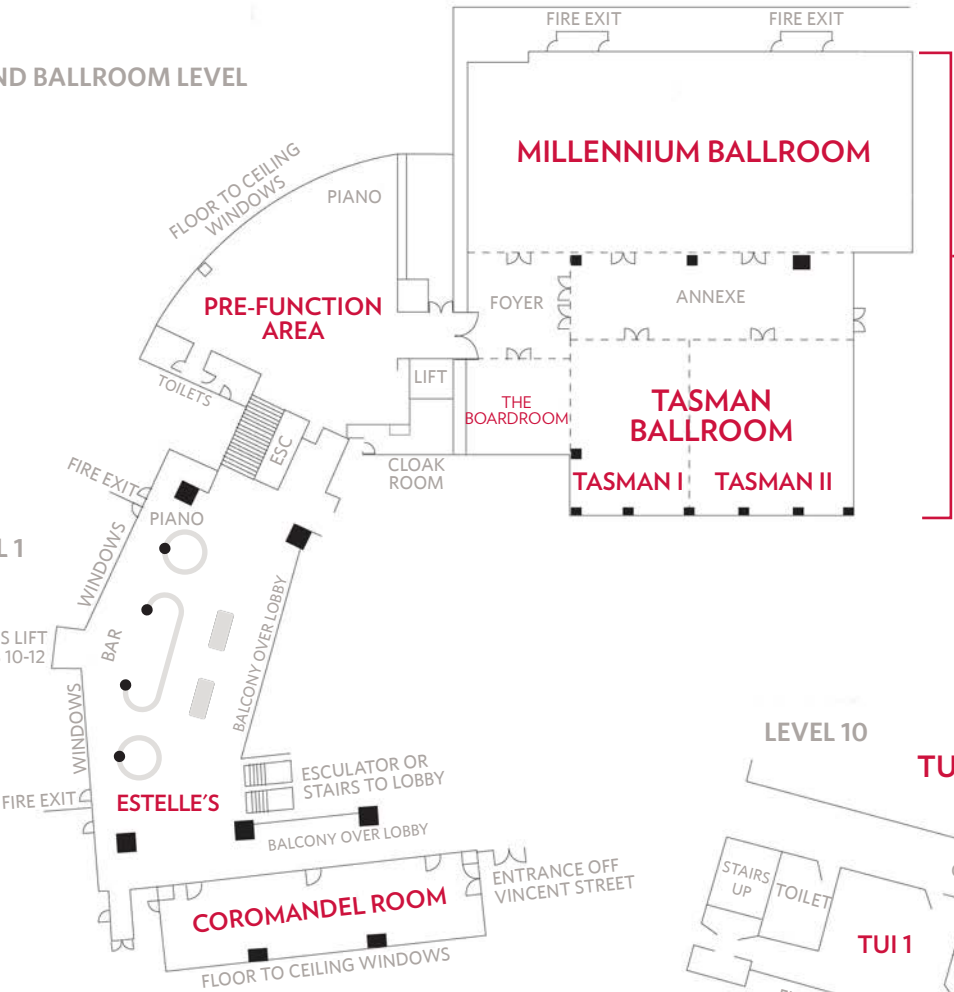 FIRE EXIT
FIRE EXIT
ND BALLROOM LEVEL
MILLENNIUM BALLROOM
FLOOR TO CEILING
WINDOWS
PIANO
PRE-FUNCTION
AREA
FOYER
ANNEXE
TOILETS
LIFT
THE
BOARDROOM
TASMAN
BALLROOM
ESC
CLOAK
ROOM
TASMAN I
TASMAN II
FIRE EXIT
PIANO
L 1
WINDOWS
BAR
BALCONY OVER LOBBY
S LIFT
10-12
WINDOWS
LEVEL 10
TU
ESCULATOR OR
STAIRS TO LOBBY
FIRE EXIT
ESTELLE'S
BALCONY OVER LOBBY
ENTRANCE OFF
VINCENT STREET
COROMANDEL ROOM
FLOOR TO CEILING WINDOWS
STAIRS
UP
TOILET
TUI 1